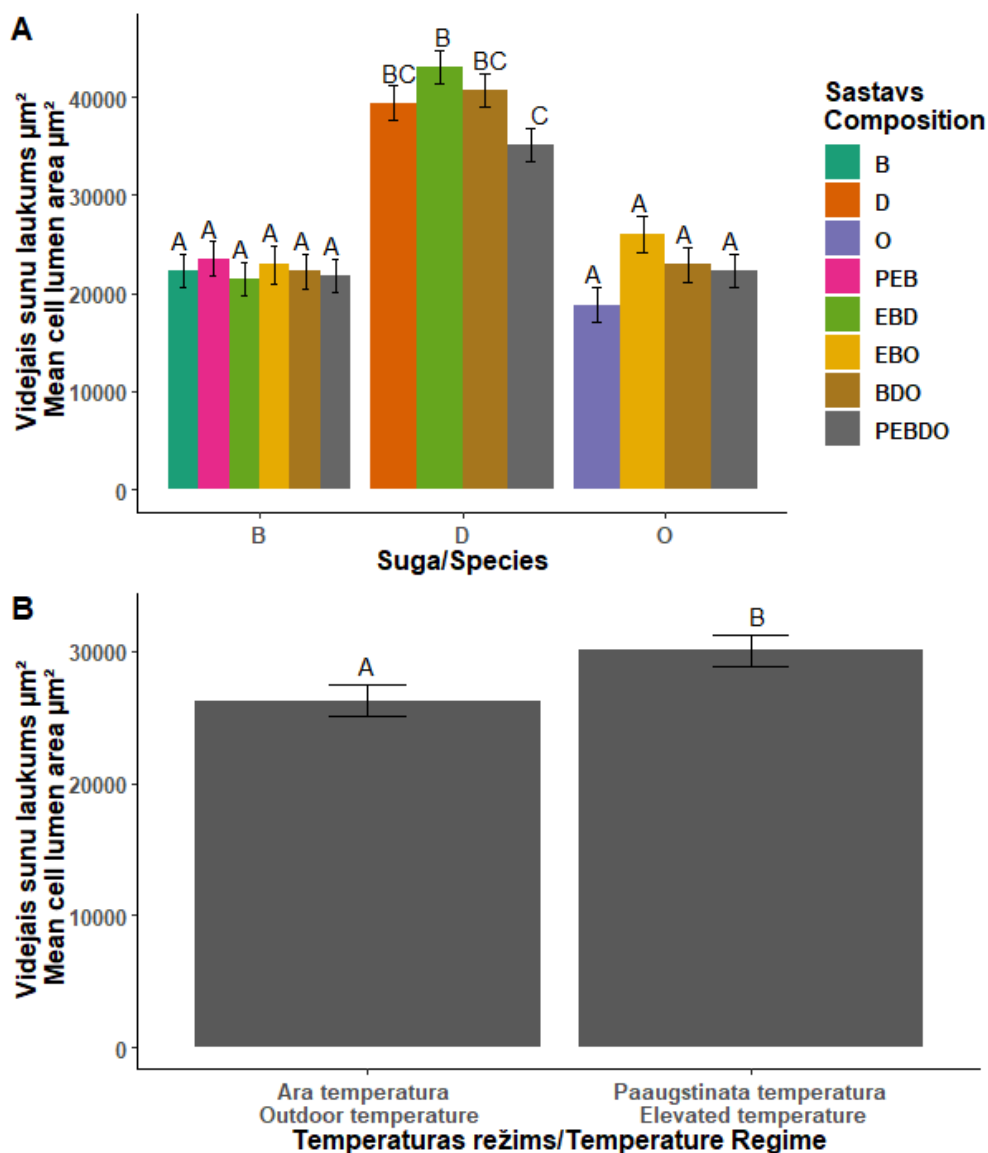 A
Videjais sunu laukums µm²
Mean cell lumen area µm²
40000
30000
20000
10000
0
A
A
A
A
A
A
BC
B
BC
C
A
A
A
A
B
D
O
Suga/Species
Sastavs
Composition
B
D
O
PEB
EBD
EBO
BDO
PEBDO
B
Videjais sunu laukums µm²
Mean cell lumen area µm²
30000
20000
10000
0
A
B
Ara temperatura
Outdoor temperature
Paaugstinata temperatura
Elevated temperature
Temperaturas režims/Temperature Regime